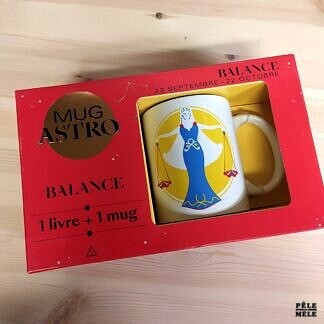 BALANCE
23 SEPTEMBRE - 22 OCTOBRE
MUG
ASTRO
BALANCE
1 livre + 1 mug
PÊLE
MÊLE